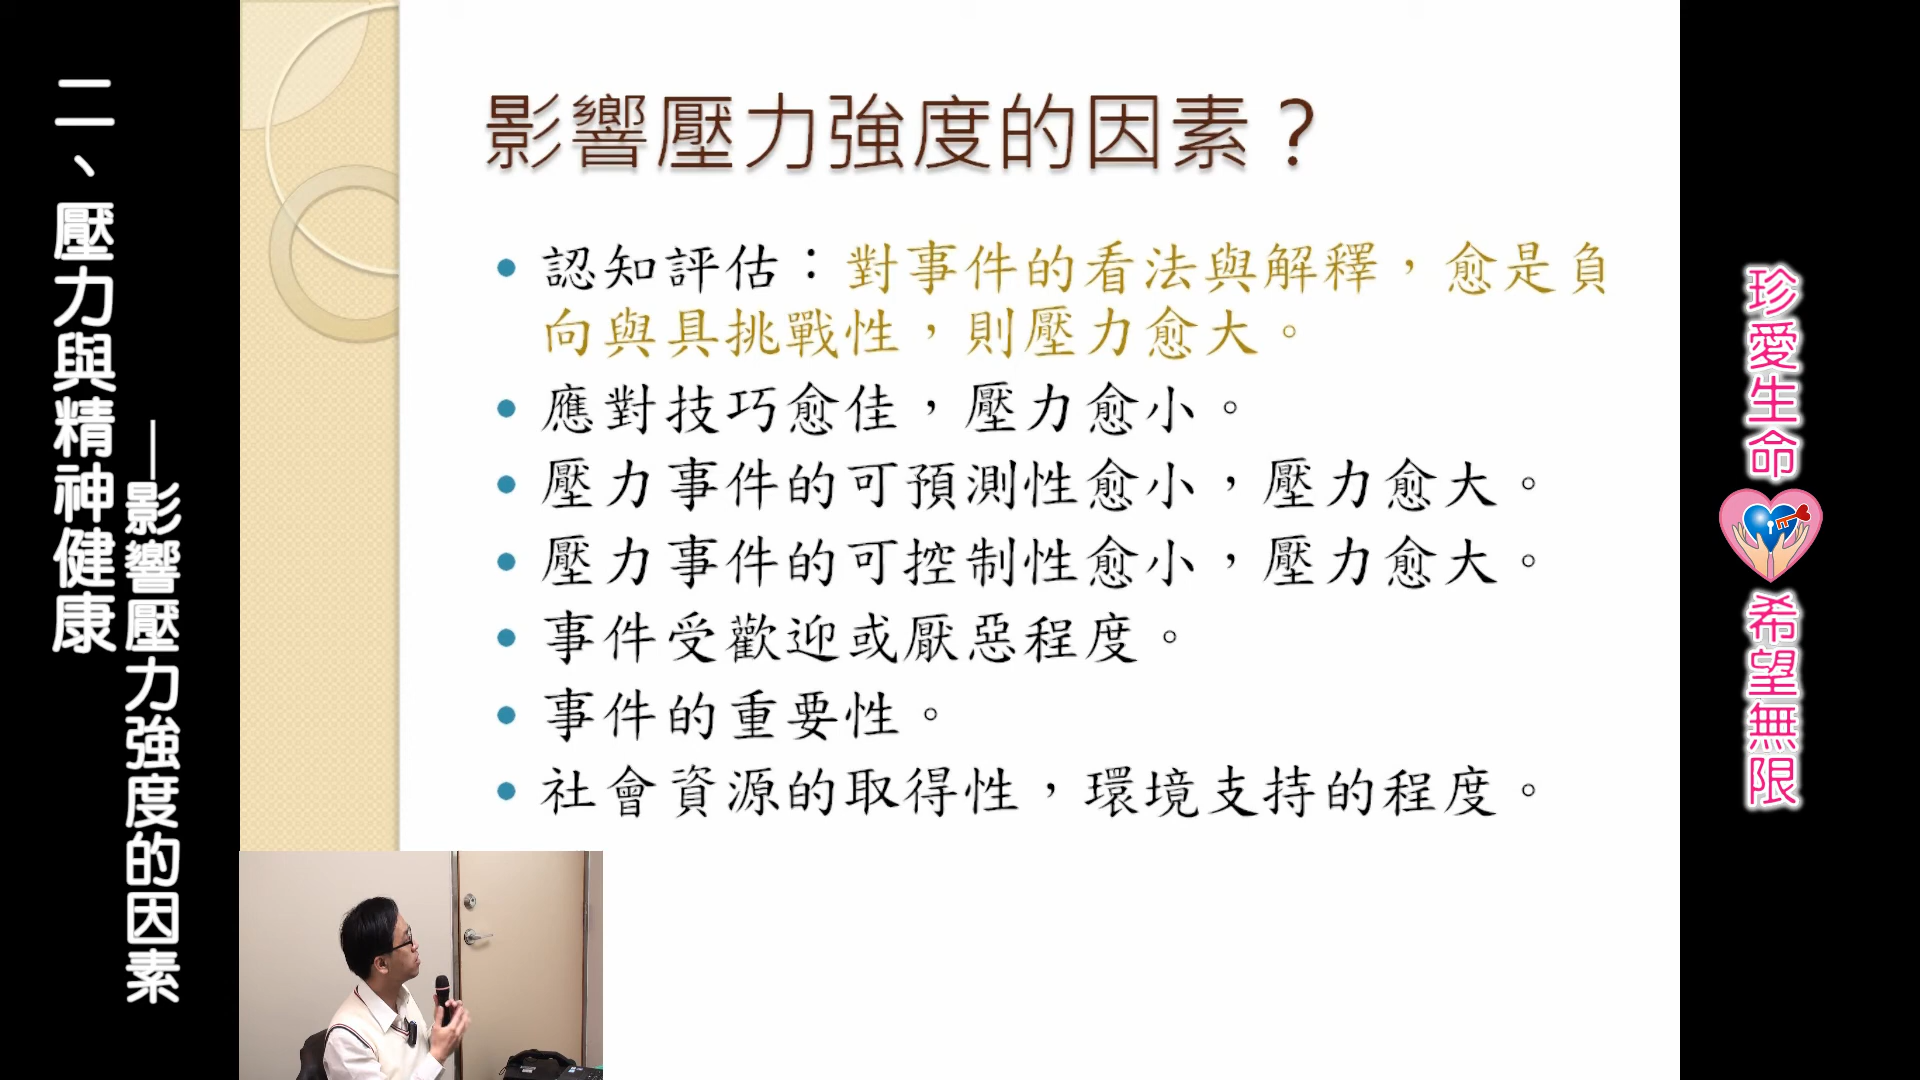 二、壓力與精神健康
—影響壓力強度的因素
影響壓力強度的因素？
認知評估：對事件的看法與解釋，愈是負
向與具挑戰性，則壓力愈大。
應對技巧愈佳，壓力愈小。
壓力事件的可預測性愈小，壓力愈大。
壓力事件的可控制性愈小，壓力愈大。
事件受歡迎或厭惡程度。
事件的重要性。
社會資源的取得性，環境支持的程度。
珍愛生命
希望無限